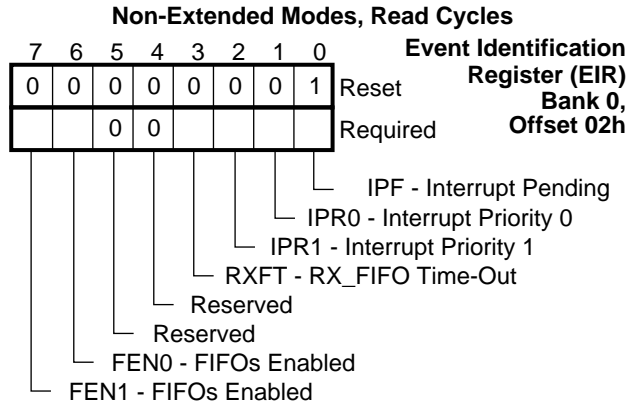 Non-Extended Modes, Read Cycles
7 6 5 4 3 2 1 0
Event Identification
Register (EIR)
Bank 0,
Offset 02h
0 0 0 0 0 0 0 1 Reset
0 0 Required
IPF - Interrupt Pending
IPR0 - Interrupt Priority 0
IPR1 - Interrupt Priority 1
RXFT - RX_FIFO Time-Out
Reserved
Reserved
FEN0 - FIFOs Enabled
FEN1 - FIFOs Enabled